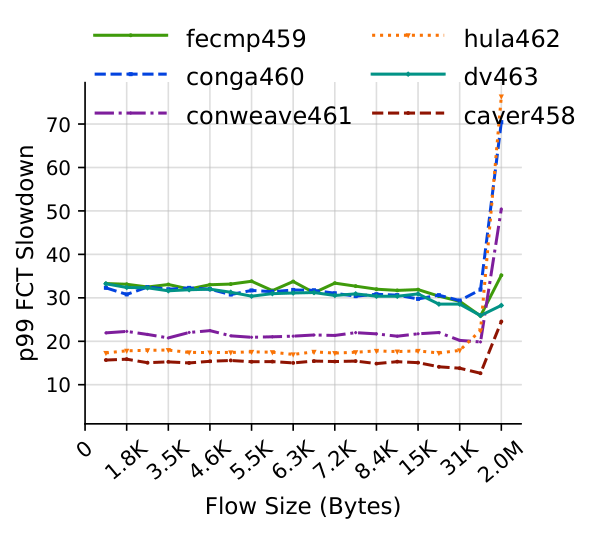 fecmp459 hula462
conga460 dv463
conweave461 caver458
70
60
50
40
30
20
10
p99 FCT Slowdown
0 1.8K 3.5K 4.6K 5.5K 6.3K 7.2K 8.4K 15K 31K 2.0M
Flow Size (Bytes)